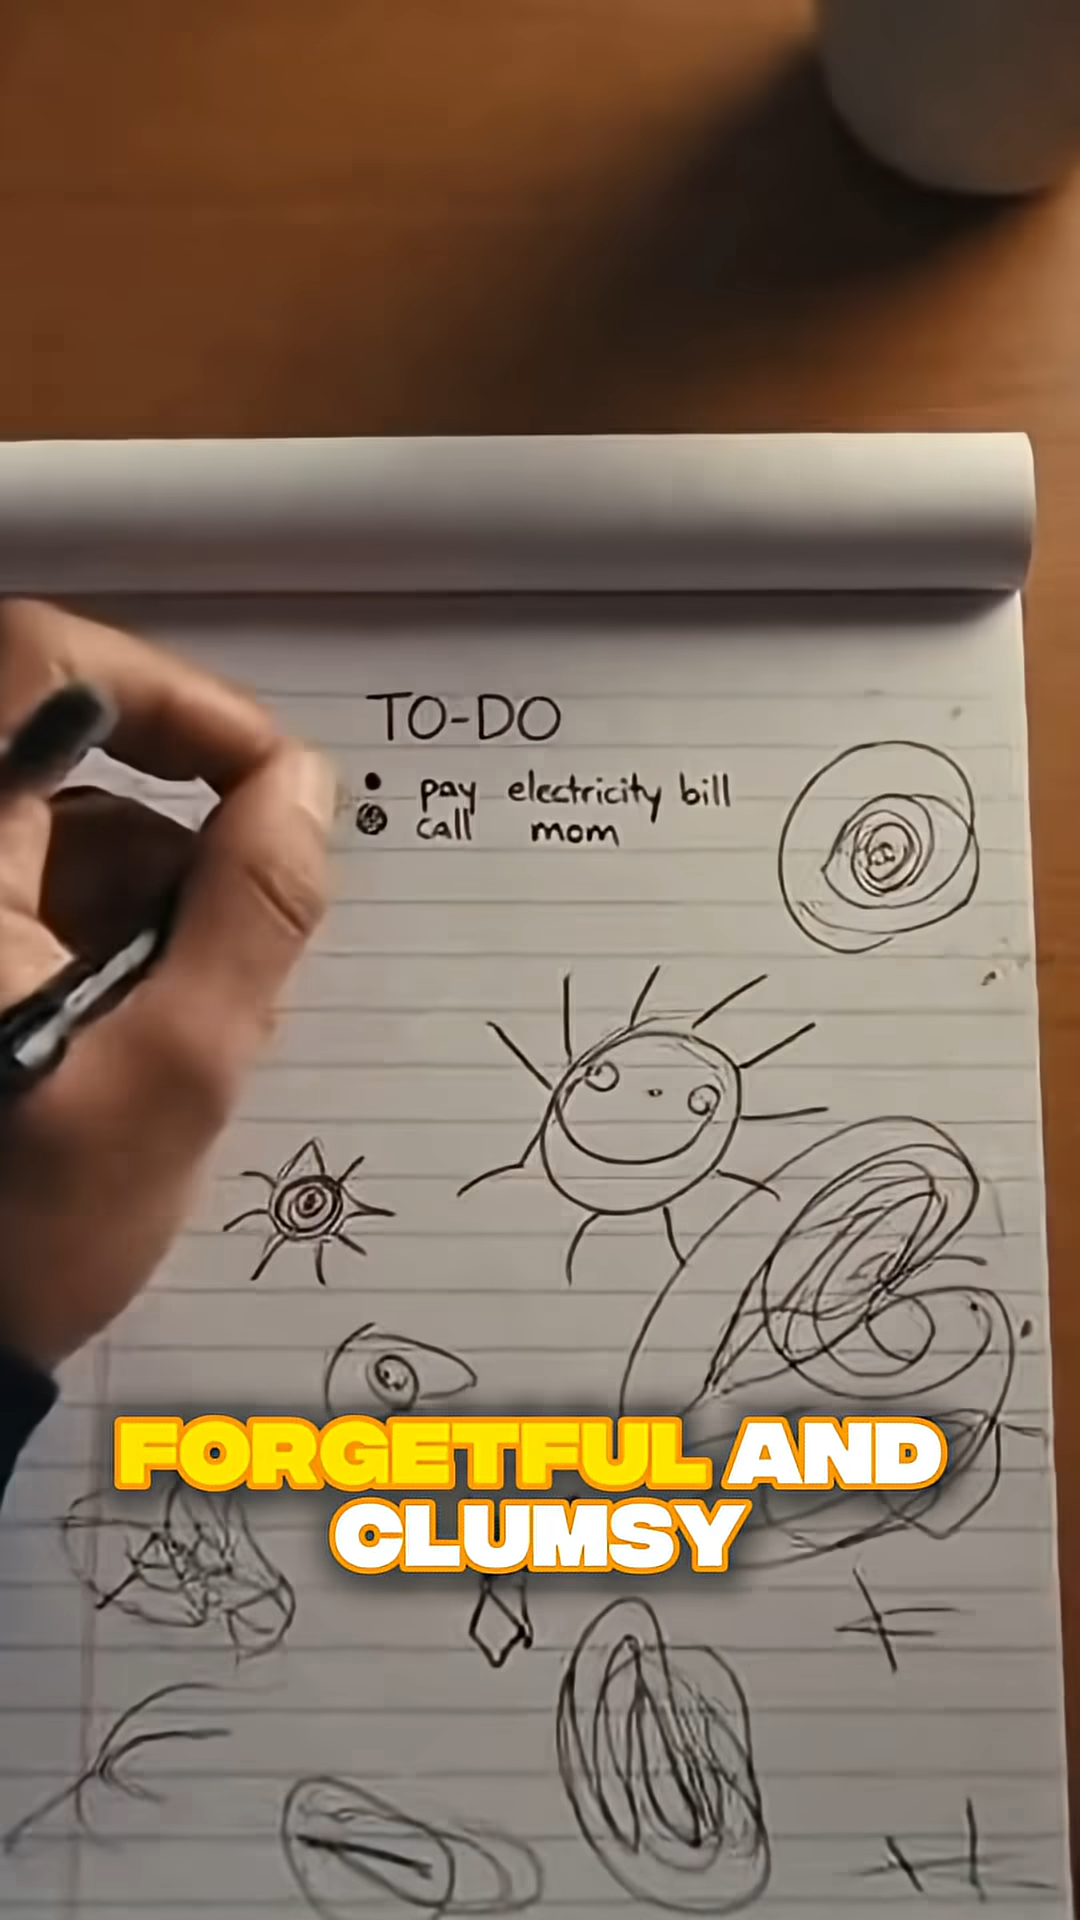 TO-DO
• pay electricity bill
• call mom
FORGETFUL AND
CLUMSY